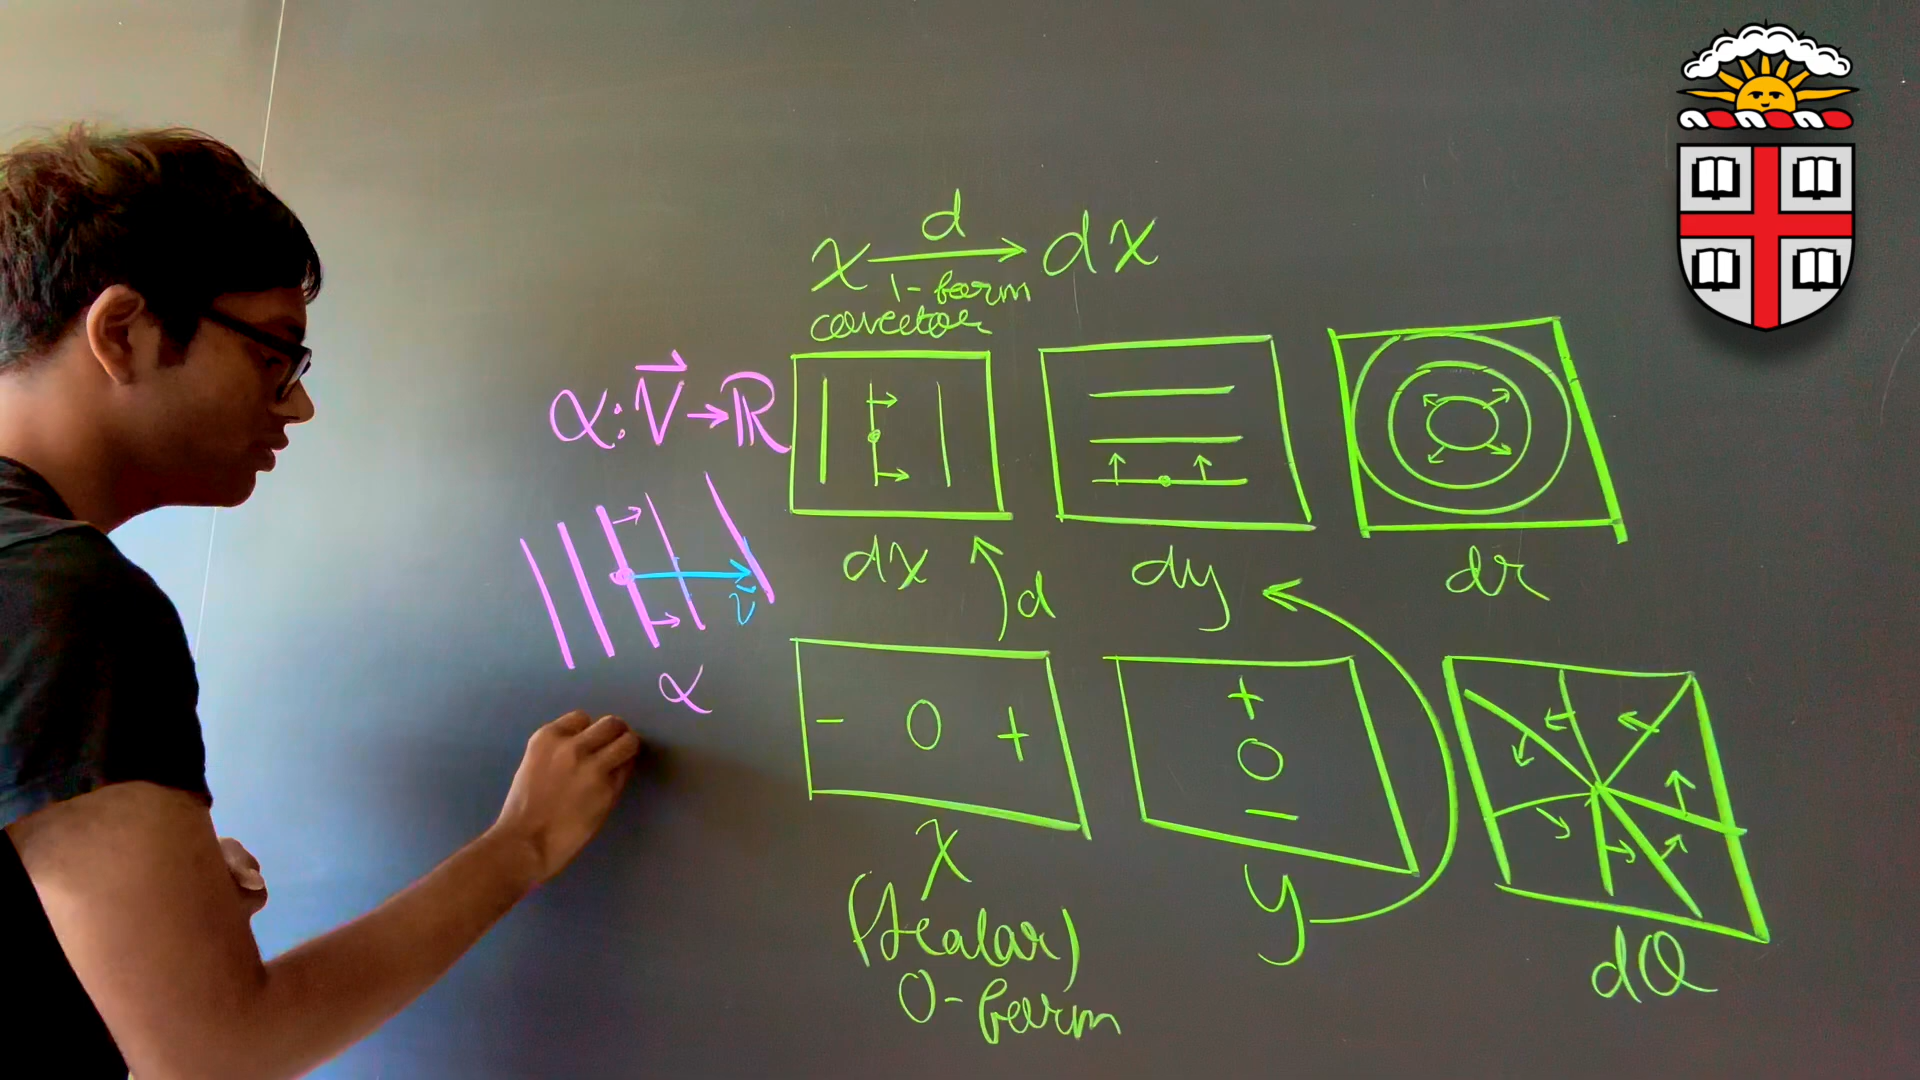 x d→ dx
1-form
covector
α: V⃗ → ℝ
dx
dy
dr
d
v⃗
α
- 0 +
+
0
-
x
y
(scalar)
0-form
dθ